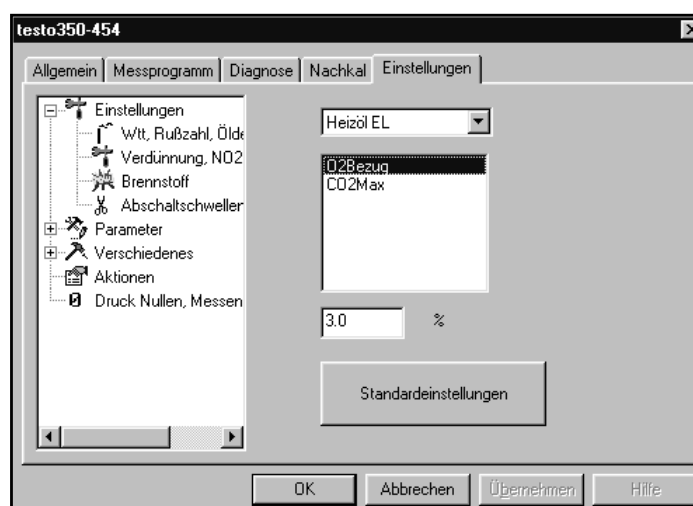 testo350-454
Allgemein Messprogramm Diagnose Nachkal Einstellungen
Einstellungen
Wtt, Rußzahl, Ölde
Verdünnung, NO2
Brennstoff
Abschaltschwellen
Parameter
Verschiedenes
Aktionen
Druck Nullen, Messen
Heizöl EL
O2Bezug
CO2Max
3.0 %
Standardeinstellungen
OK Abbrechen Übernehmen Hilfe